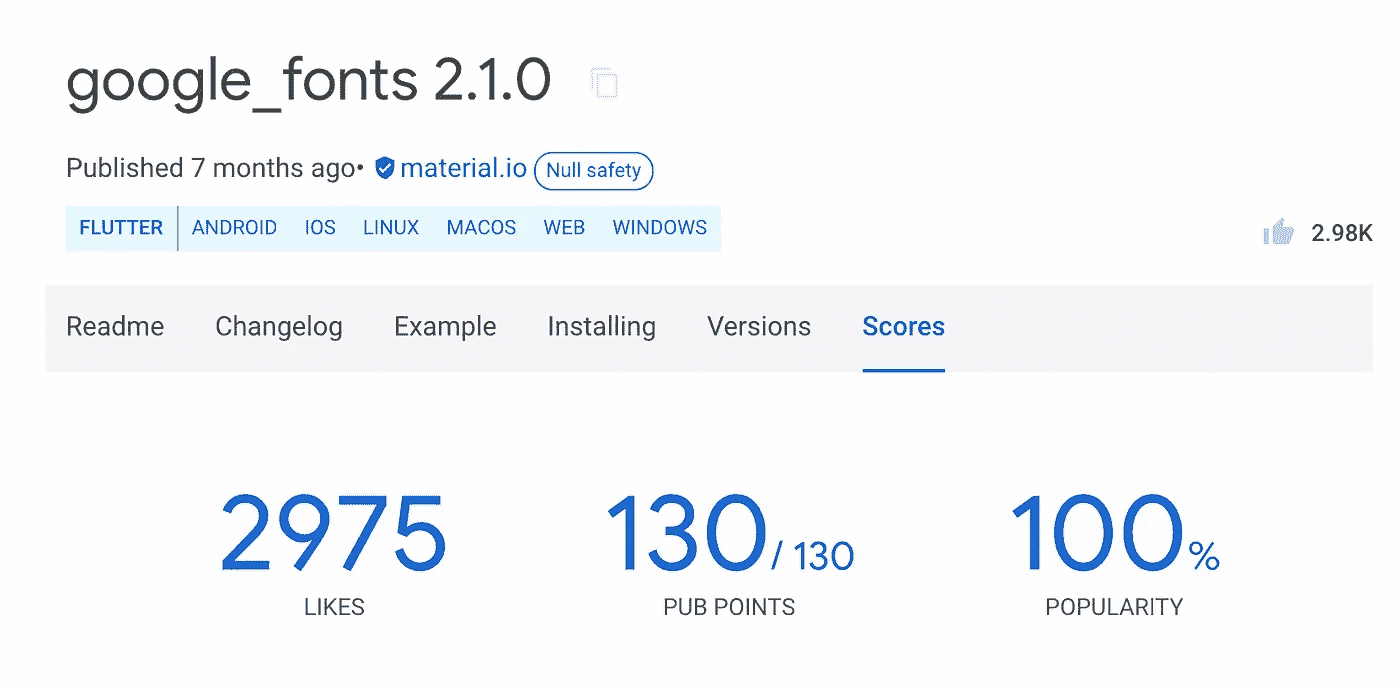 google_fonts 2.1.0
Published 7 months ago• material.io Null safety
FLUTTER ANDROID IOS LINUX MACOS WEB WINDOWS
2.98K
Readme Changelog Example Installing Versions Scores
2975 130/ 130 100%
LIKES PUB POINTS POPULARITY